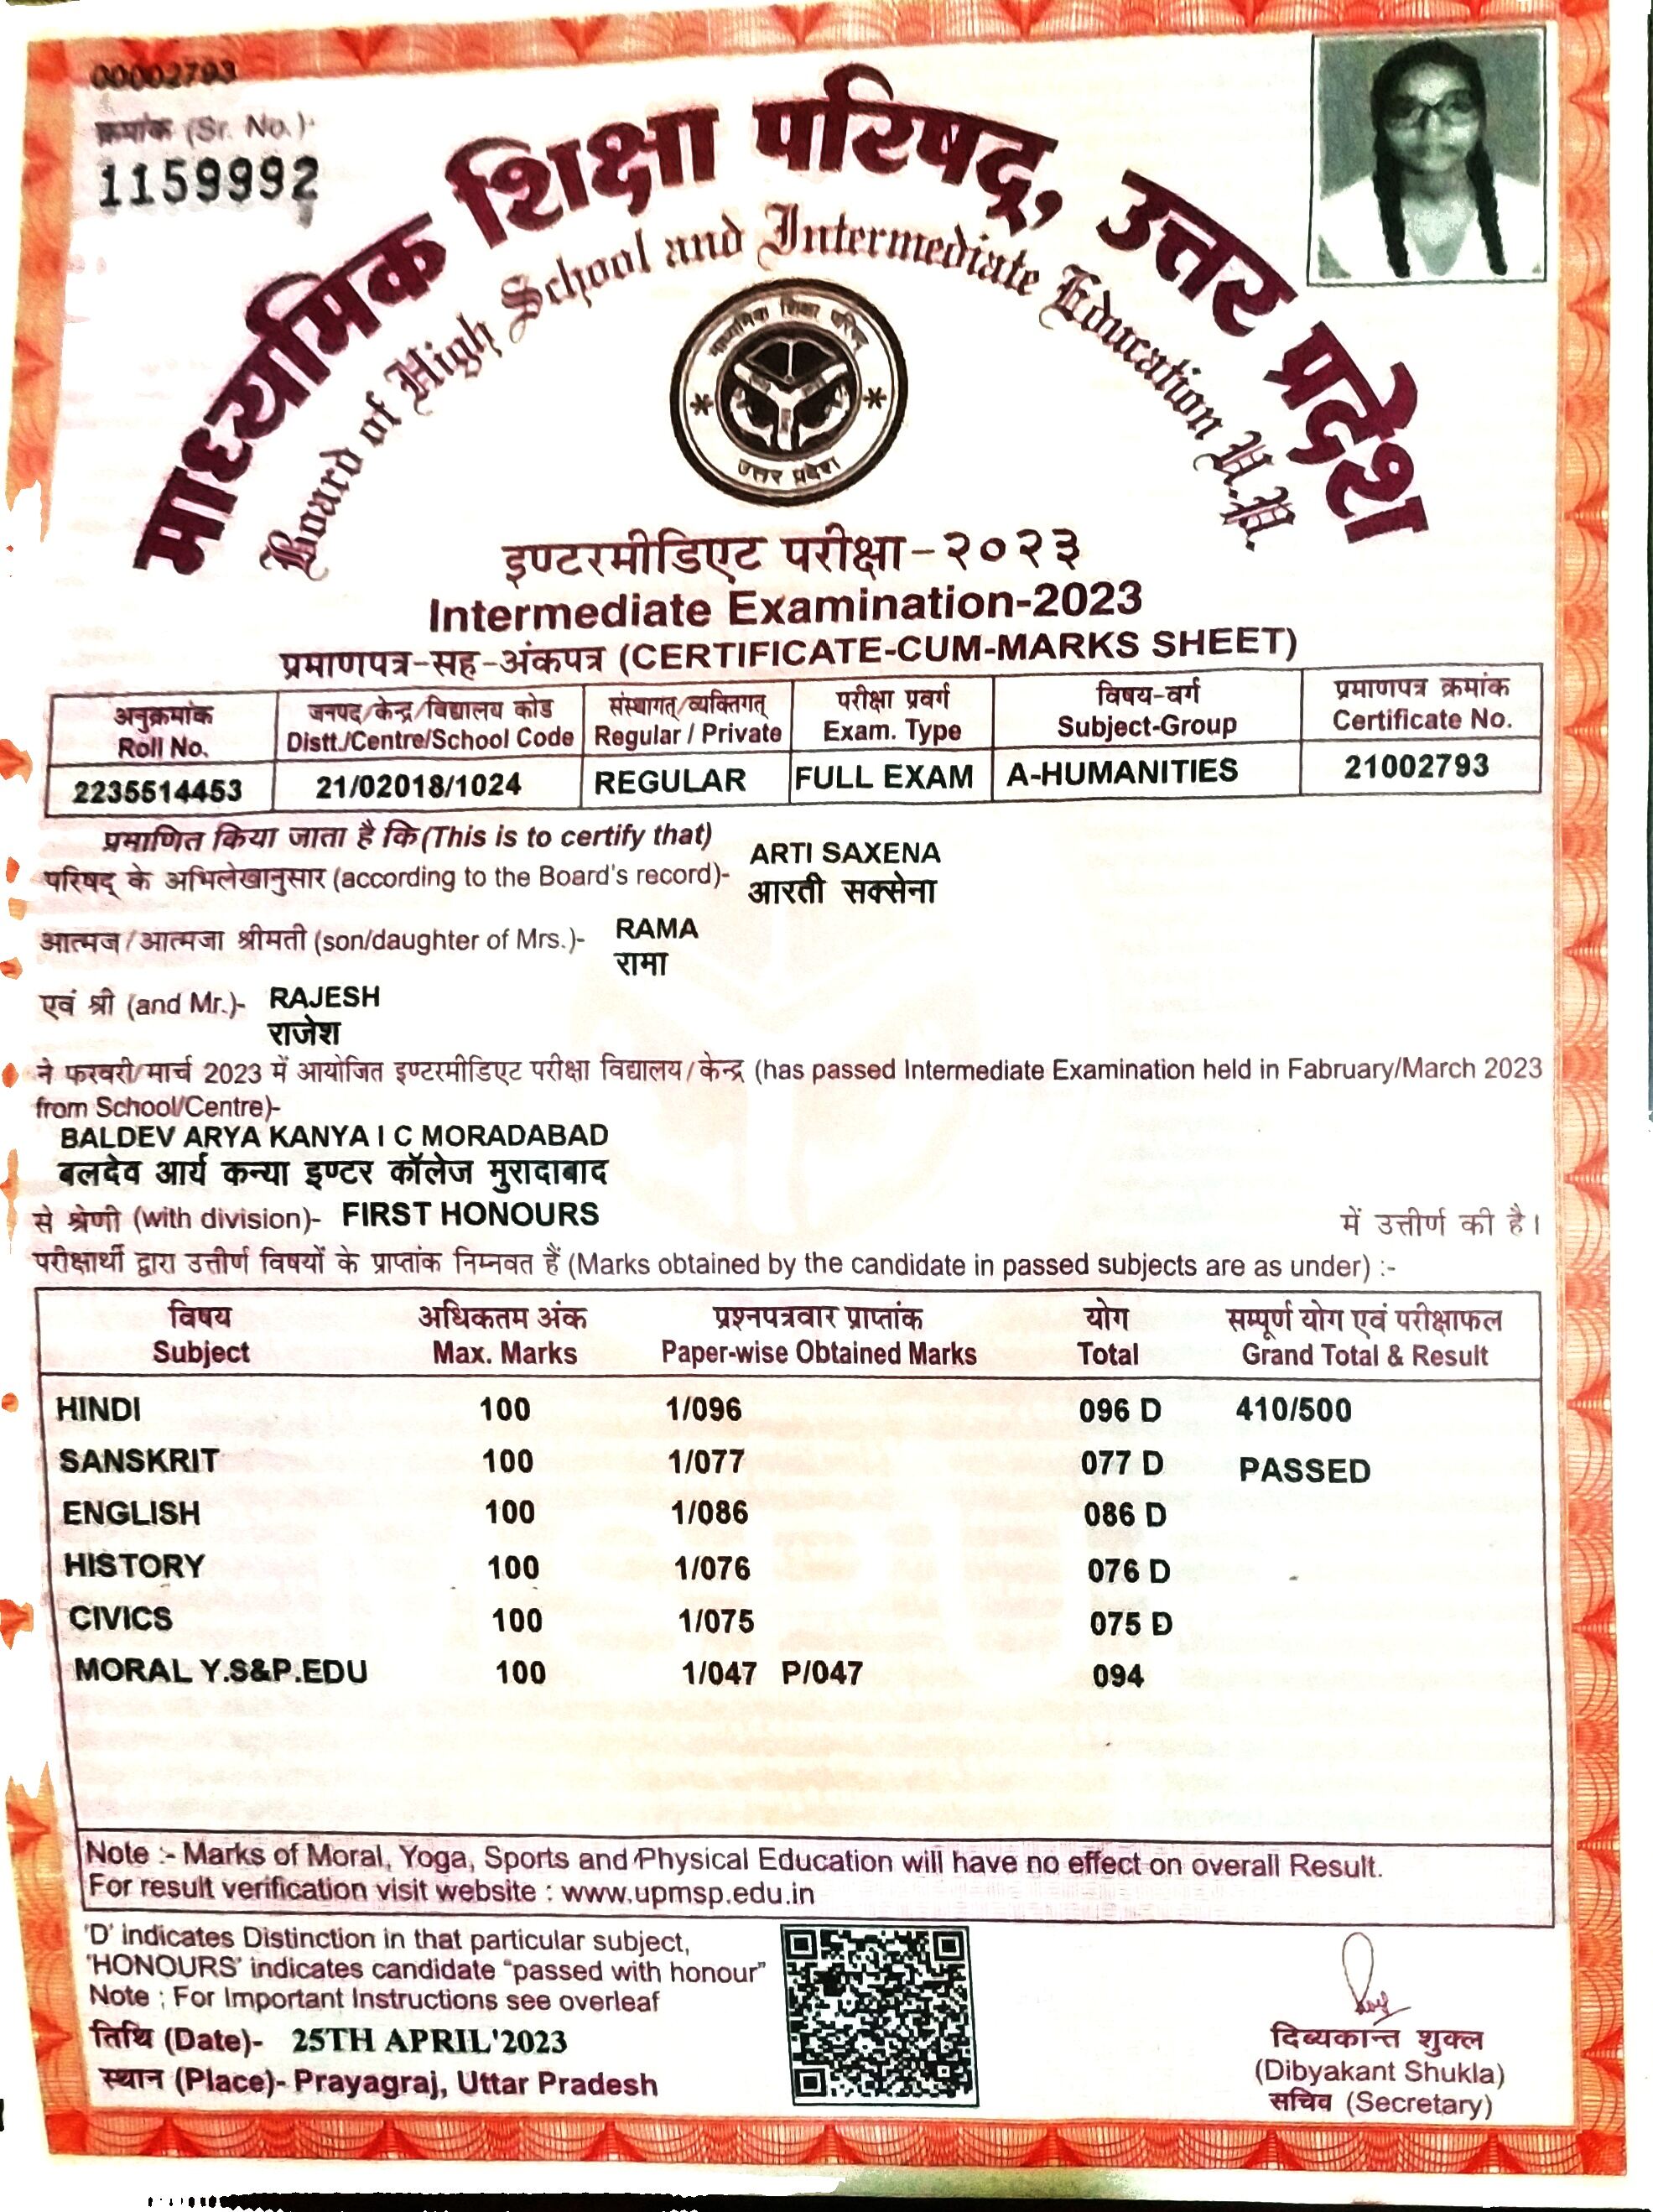 00002793
क्रमांक (Sr. No.)-
1159992
माध्यमिक शिक्षा परिषद्, उत्तर प्रदेश
Board of High School and Intermediate Education U.P.
माध्यमिक शिक्षा परिषद
उत्तर प्रदेश
इण्टरमीडिएट परीक्षा-२०२३
Intermediate Examination-2023
प्रमाणपत्र-सह-अंकपत्र (CERTIFICATE-CUM-MARKS SHEET)
अनुक्रमांक जनपद/केन्द्र/विद्यालय कोड संस्थागत्/व्यक्तिगत् परीक्षा प्रवर्ग विषय-वर्ग प्रमाणपत्र क्रमांक
Roll No. Distt./Centre/School Code Regular / Private Exam. Type Subject-Group Certificate No.
2235514453 21/02018/1024 REGULAR FULL EXAM A-HUMANITIES 21002793
प्रमाणित किया जाता है कि (This is to certify that)
परिषद् के अभिलेखानुसार (according to the Board's record)- ARTI SAXENA
आरती सक्सेना
आत्मज/आत्मजा श्रीमती (son/daughter of Mrs.)- RAMA
रामा
एवं श्री (and Mr.)- RAJESH
राजेश
ने फरवरी/मार्च 2023 में आयोजित इण्टरमीडिएट परीक्षा विद्यालय/केन्द्र (has passed Intermediate Examination held in Fabruary/March 2023
from School/Centre)-
BALDEV ARYA KANYA I C MORADABAD
बलदेव आर्य कन्या इण्टर कॉलेज मुरादाबाद
से श्रेणी (with division)- FIRST HONOURS में उत्तीर्ण की है।
परीक्षार्थी द्वारा उत्तीर्ण विषयों के प्राप्तांक निम्नवत हैं (Marks obtained by the candidate in passed subjects are as under) :-
विषय अधिकतम अंक प्रश्नपत्रवार प्राप्तांक योग सम्पूर्ण योग एवं परीक्षाफल
Subject Max. Marks Paper-wise Obtained Marks Total Grand Total & Result
HINDI 100 1/096 096 D 410/500
SANSKRIT 100 1/077 077 D PASSED
ENGLISH 100 1/086 086 D
HISTORY 100 1/076 076 D
CIVICS 100 1/075 075 D
MORAL Y.S&P.EDU 100 1/047 P/047 094
Note :- Marks of Moral, Yoga, Sports and Physical Education will have no effect on overall Result.
For result verification visit website : www.upmsp.edu.in
'D' indicates Distinction in that particular subject,
'HONOURS' indicates candidate "passed with honour"
Note : For Important Instructions see overleaf
तिथि (Date)- 25TH APRIL'2023
स्थान (Place)- Prayagraj, Uttar Pradesh
दिब्यकान्त शुक्ल
(Dibyakant Shukla)
सचिव (Secretary)